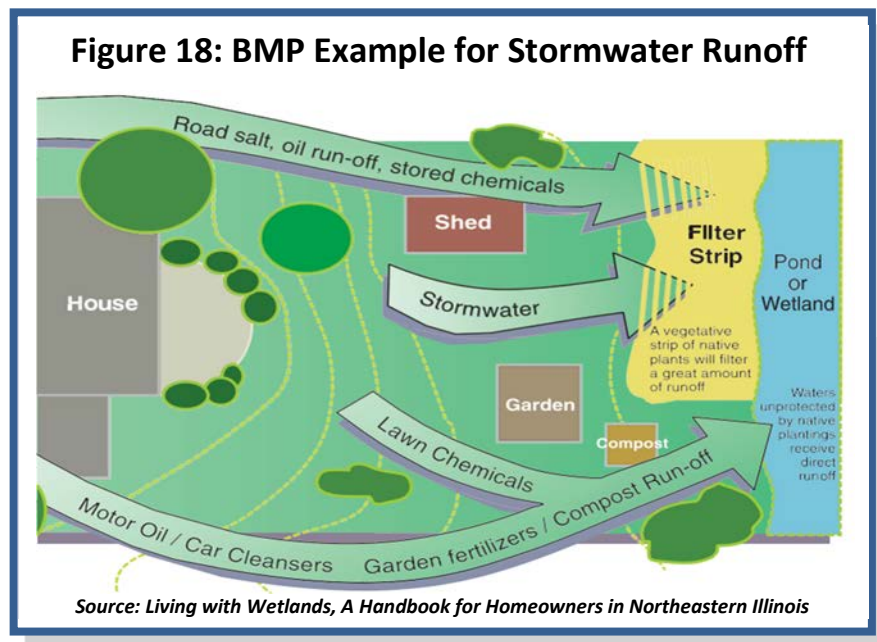 Figure 18: BMP Example for Stormwater Runoff
Road salt, oil run-off, stored chemicals
Shed
FIlter
Strip
Pond
or
Wetland
House
Stormwater
A vegetative
strip of native
plants will filter
a great amount
of runoff
Garden
Waters
unprotected
by native
plantings
receive
direct
runoff
Compost
Lawn Chemicals
Motor Oil / Car Cleansers
Garden fertilizers / Compost Run-off
Source: Living with Wetlands, A Handbook for Homeowners in Northeastern Illinois